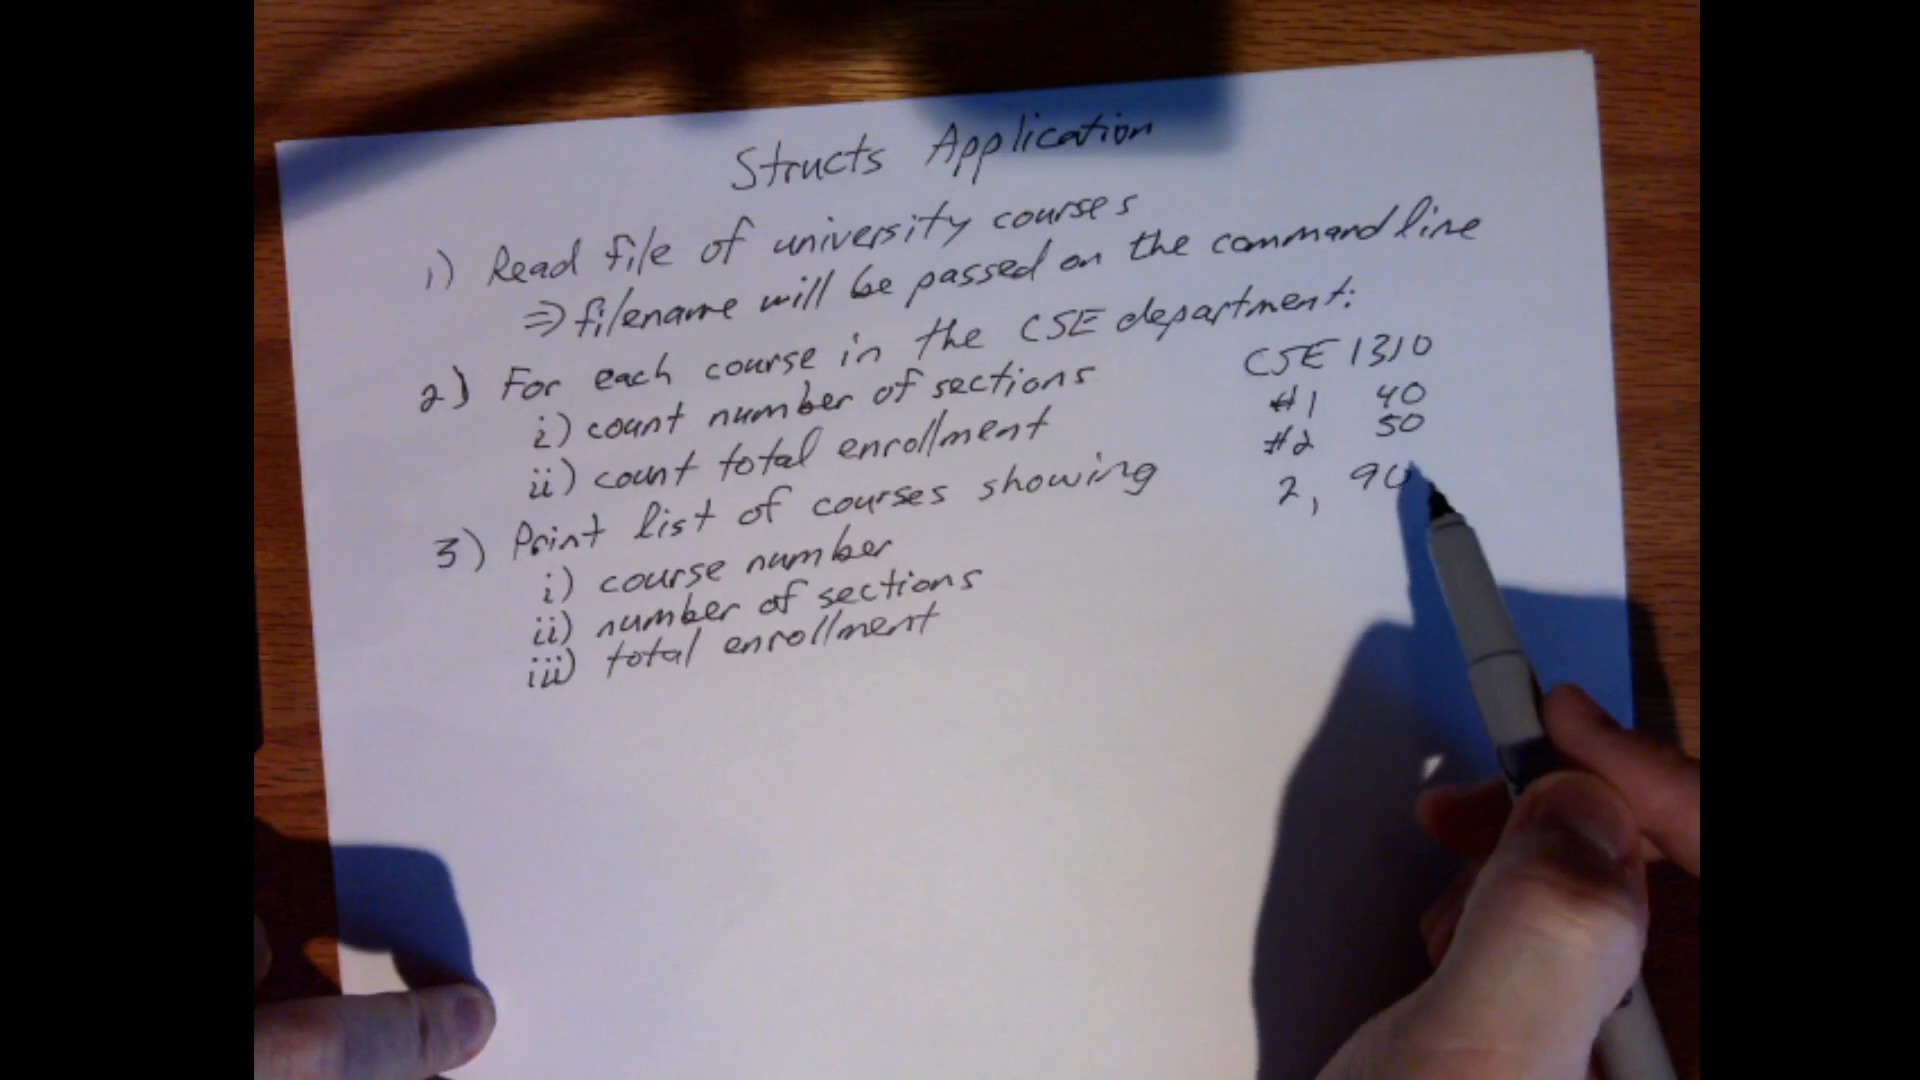 Structs Application
1) Read file of university courses
⇒ filename will be passed on the command line
2) For each course in the CSE department:
i) count number of sections
ii) count total enrollment
3) Print list of courses showing
i) course number
ii) number of sections
iii) total enrollment
CSE 1310
#1 40
#2 50
2, 90